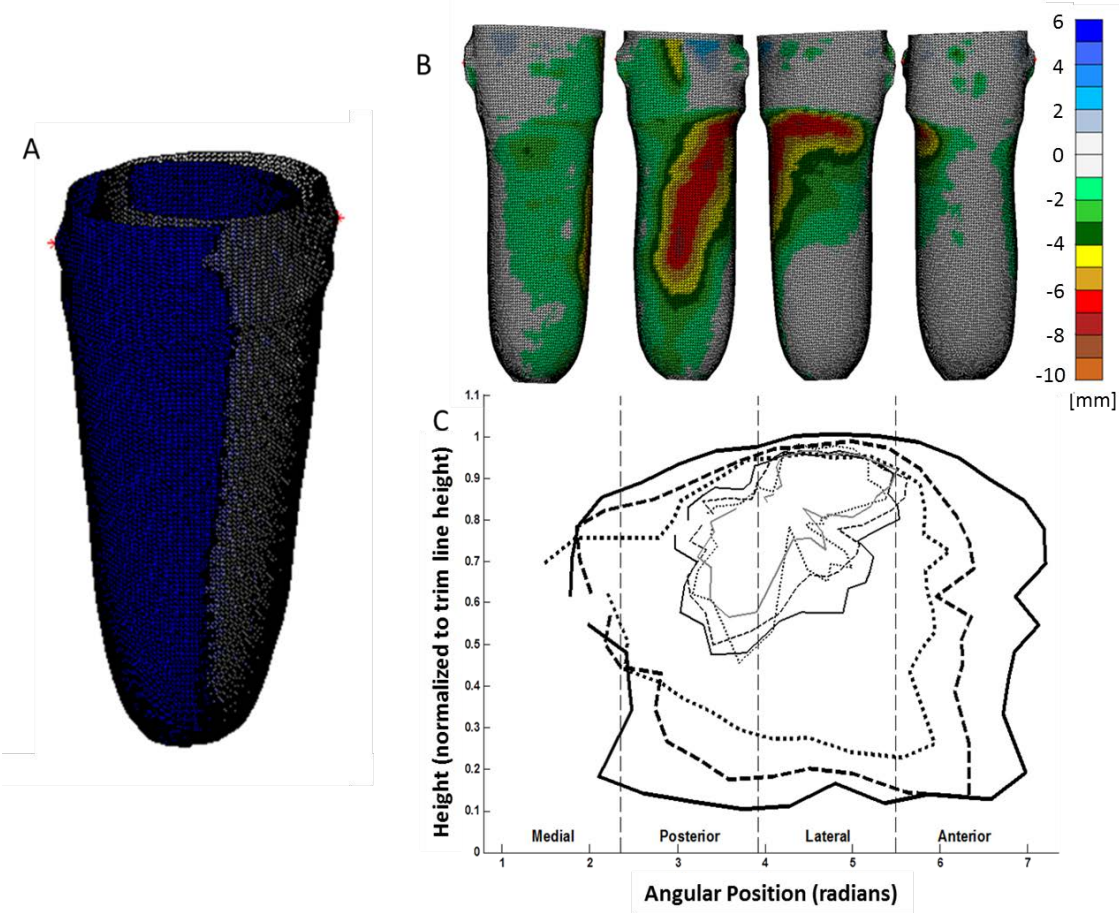 A
B
6
4
2
0
-2
-4
-6
-8
-10
[mm]
C
Height (normalized to trim line height)
1.1
1
0.9
0.8
0.7
0.6
0.5
0.4
0.3
0.2
0.1
0
Medial Posterior Lateral Anterior
1 2 3 4 5 6 7
Angular Position (radians)